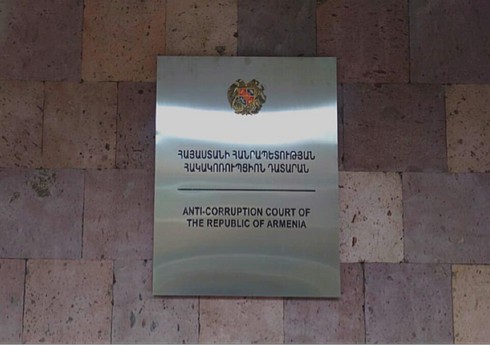 ՀԱՅԱՍՏԱՆԻ ՀԱՆՐԱՊԵՏՈՒԹՅԱՆ
ՀԱԿԱԿՈՌՈՒՊՑԻՈՆ ԴԱՏԱՐԱՆ
ANTI-CORRUPTION COURT OF
THE REPUBLIC OF ARMENIA